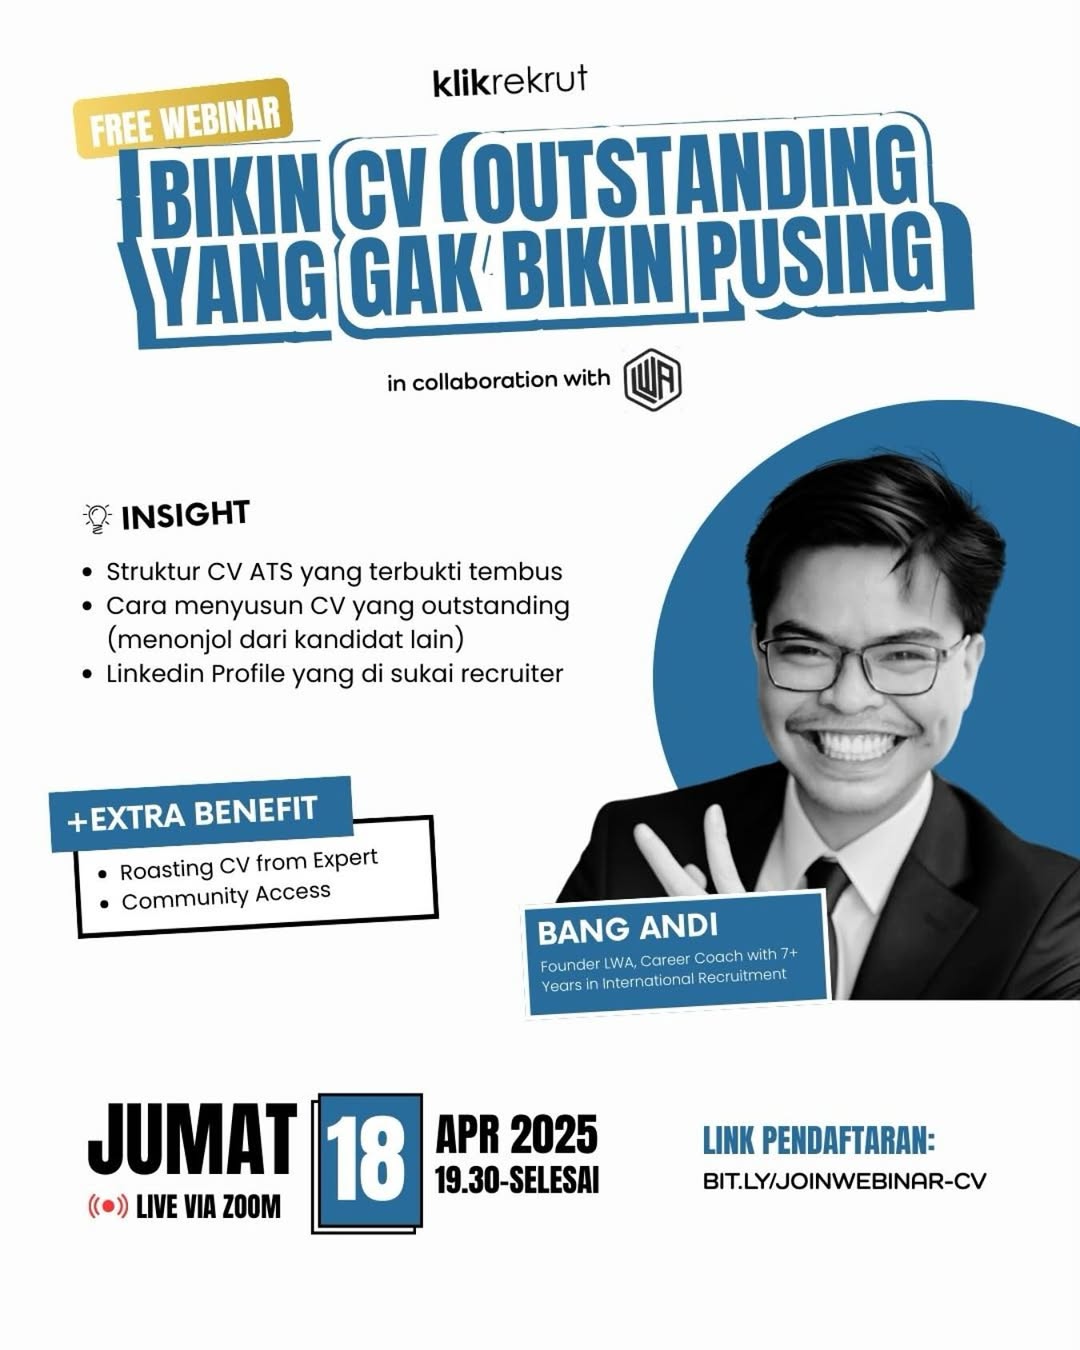 klikrekrut
FREE WEBINAR
BIKIN CV OUTSTANDING
YANG GAK BIKIN PUSING
in collaboration with LWA
INSIGHT
• Struktur CV ATS yang terbukti tembus
• Cara menyusun CV yang outstanding
(menonjol dari kandidat lain)
• Linkedin Profile yang di sukai recruiter
+EXTRA BENEFIT
• Roasting CV from Expert
• Community Access
BANG ANDI
Founder LWA, Career Coach with 7+
Years in International Recruitment
JUMAT 18 APR 2025
19.30-SELESAI
LIVE VIA ZOOM
LINK PENDAFTARAN:
BIT.LY/JOINWEBINAR-CV